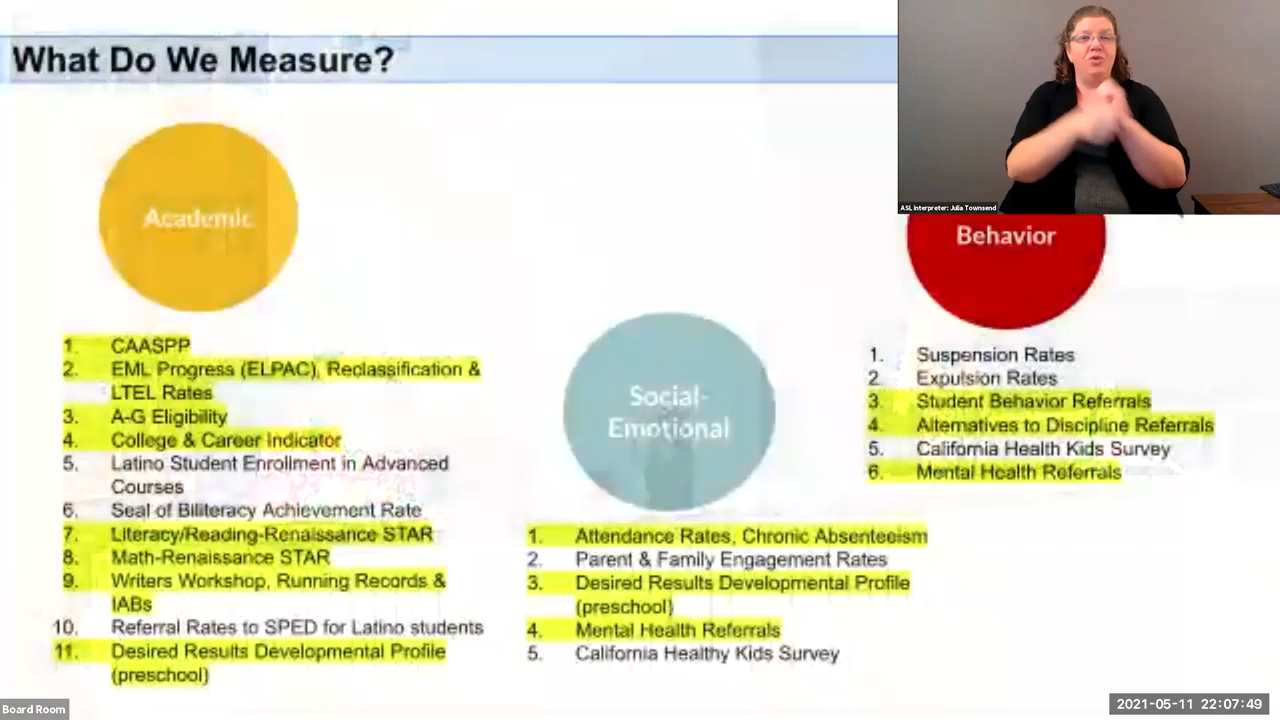 What Do We Measure?
ASL Interpreter: Julia Townsend
Academic
Behavior
Social-
Emotional
1. CAASPP
2. EML Progress (ELPAC), Reclassification &
LTEL Rates
3. A-G Eligibility
4. College & Career Indicator
5. Latino Student Enrollment in Advanced
Courses
6. Seal of Biliteracy Achievement Rate
7. Literacy/Reading-Renaissance STAR
8. Math-Renaissance STAR
9. Writers Workshop, Running Records &
IABs
10. Referral Rates to SPED for Latino students
11. Desired Results Developmental Profile
(preschool)
1. Attendance Rates, Chronic Absenteeism
2. Parent & Family Engagement Rates
3. Desired Results Developmental Profile
(preschool)
4. Mental Health Referrals
5. California Healthy Kids Survey
1. Suspension Rates
2. Expulsion Rates
3. Student Behavior Referrals
4. Alternatives to Discipline Referrals
5. California Health Kids Survey
6. Mental Health Referrals
Board Room
2021-05-11 22:07:49